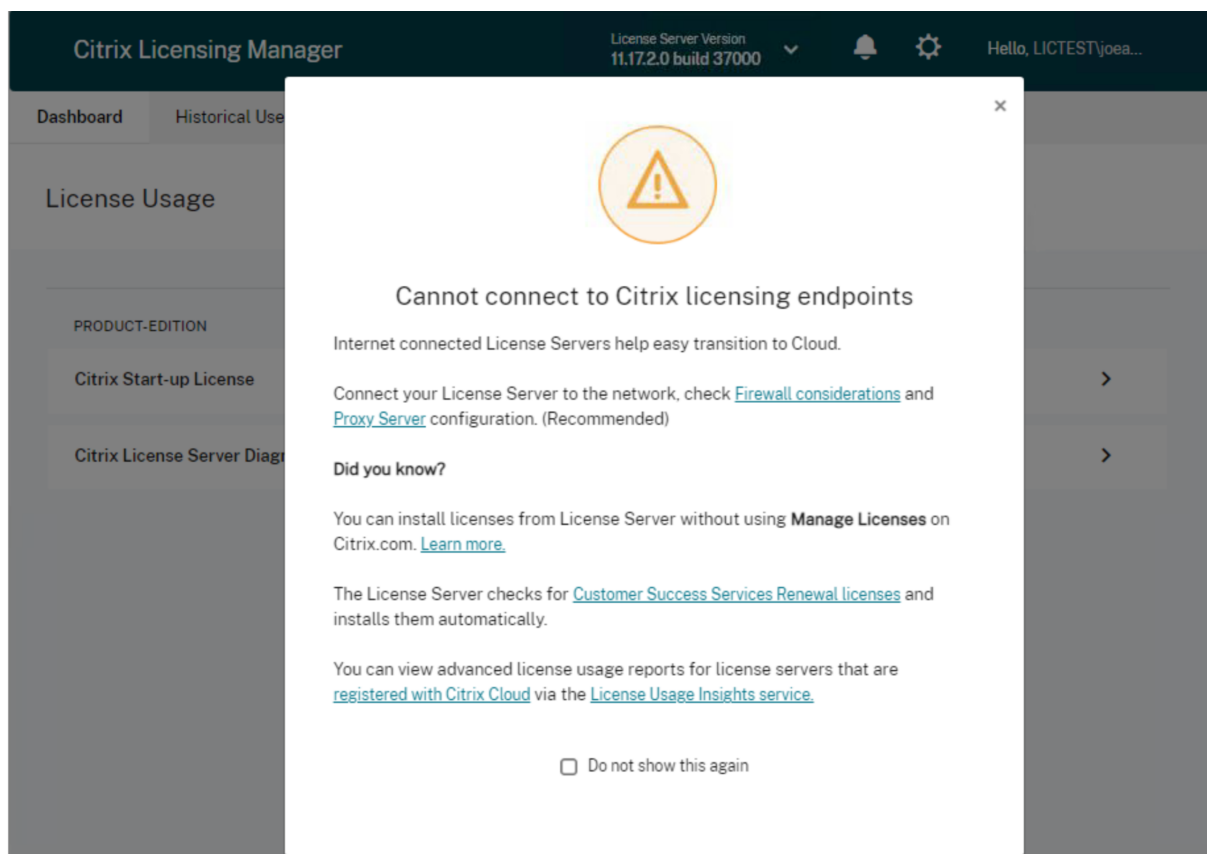 Citrix Licensing Manager
License Server Version
11.17.2.0 build 37000
Hello, LICTEST\joea...
Dashboard
Historical Use
License Usage
Cannot connect to Citrix licensing endpoints
Internet connected License Servers help easy transition to Cloud.
Connect your License Server to the network, check Firewall considerations and
Proxy Server configuration. (Recommended)
Did you know?
You can install licenses from License Server without using Manage Licenses on
Citrix.com. Learn more.
The License Server checks for Customer Success Services Renewal licenses and
installs them automatically.
You can view advanced license usage reports for license servers that are
registered with Citrix Cloud via the License Usage Insights service.
Do not show this again
PRODUCT-EDITION
Citrix Start-up License
Citrix License Server Diagn